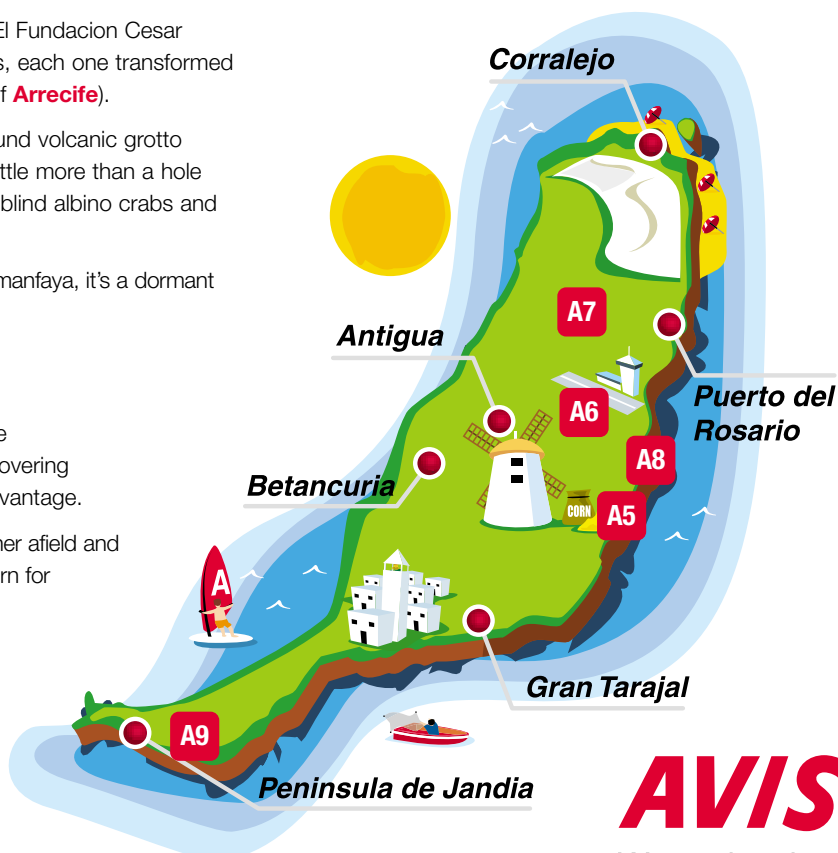 El Fundacion Cesar
s, each one transformed
f Arrecife).
und volcanic grotto
ttle more than a hole
blind albino crabs and
manfaya, it's a dormant
e
overing
vantage.
her afield and
rn for
Corralejo
A7
Antigua
Puerto del
Rosario
A6
A8
Betancuria
CORN
A5
A
Gran Tarajal
A9
Peninsula de Jandia
AVIS